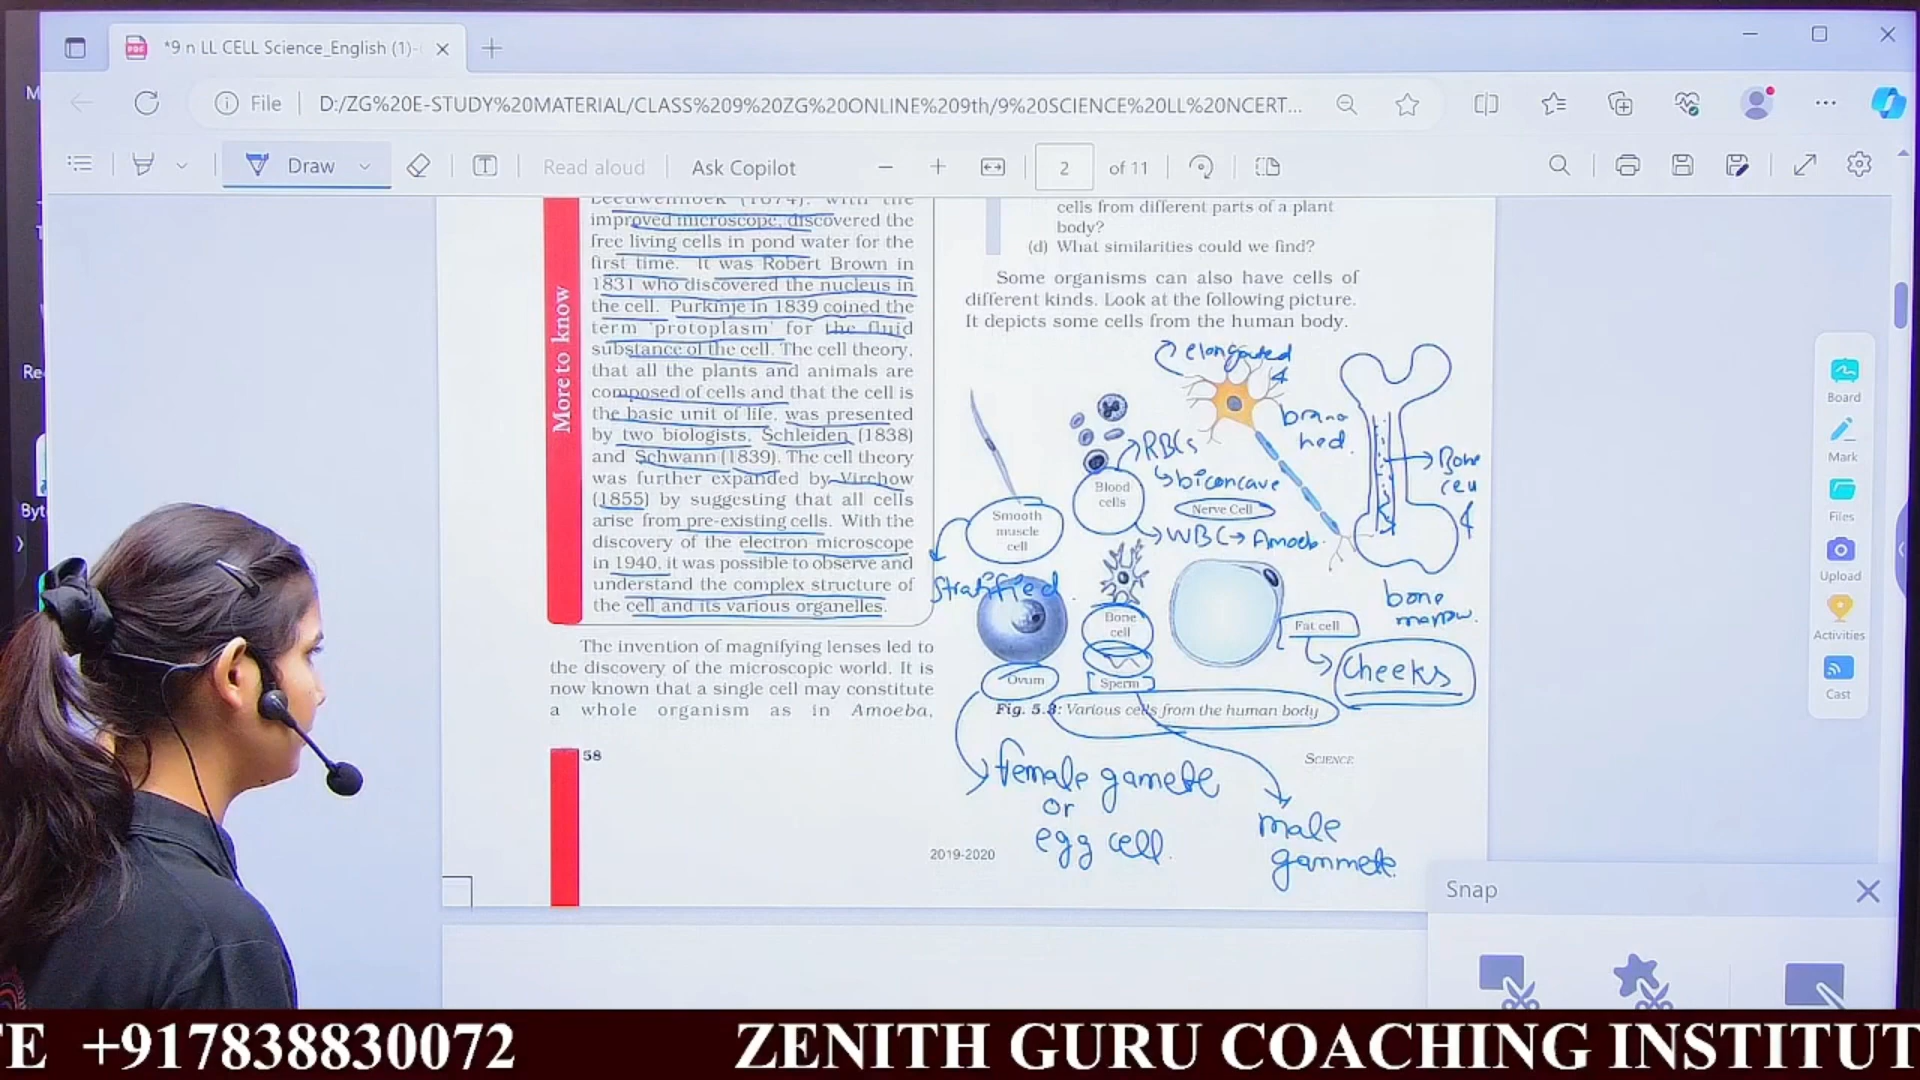 *9 n LL CELL Science_English (1)-
File
D:/ZG%20E-STUDY%20MATERIAL/CLASS%209%20ZG%20ONLINE%209th/9%20SCIENCE%20LL%20NCERT...
Draw
Read aloud
Ask Copilot
2
of 11
Leeuwenhoek (1674), with the
improved microscope, discovered the
free living cells in pond water for the
first time. It was Robert Brown in
1831 who discovered the nucleus in
the cell. Purkinje in 1839 coined the
term 'protoplasm' for the fluid
substance of the cell. The cell theory,
that all the plants and animals are
composed of cells and that the cell is
the basic unit of life, was presented
by two biologists, Schleiden (1838)
and Schwann (1839). The cell theory
was further expanded by Virchow
(1855) by suggesting that all cells
arise from pre-existing cells. With the
discovery of the electron microscope
in 1940, it was possible to observe and
understand the complex structure of
the cell and its various organelles.
More to know
The invention of magnifying lenses led to
the discovery of the microscopic world. It is
now known that a single cell may constitute
a whole organism as in Amoeba,
58
cells from different parts of a plant
body?
(d) What similarities could we find?
Some organisms can also have cells of
different kinds. Look at the following picture.
It depicts some cells from the human body.
elongated
&
bran
hed.
RBCs
biconcave
Blood
cells
Nerve Cell
WBC → Amoeb.
Smooth
muscle
cell
Stratified.
Bone
cell
Bone
bone
marrow.
Fat cell
Cheeks
Ovum
Sperm
Fig. 5.3: Various cells from the human body
SCIENCE
female gamete
or
egg cell.
male
gammete.
2019-2020
Board
Mark
Files
Upload
Activities
Cast
Snap
+917838830072
ZENITH GURU COACHING INSTITUT